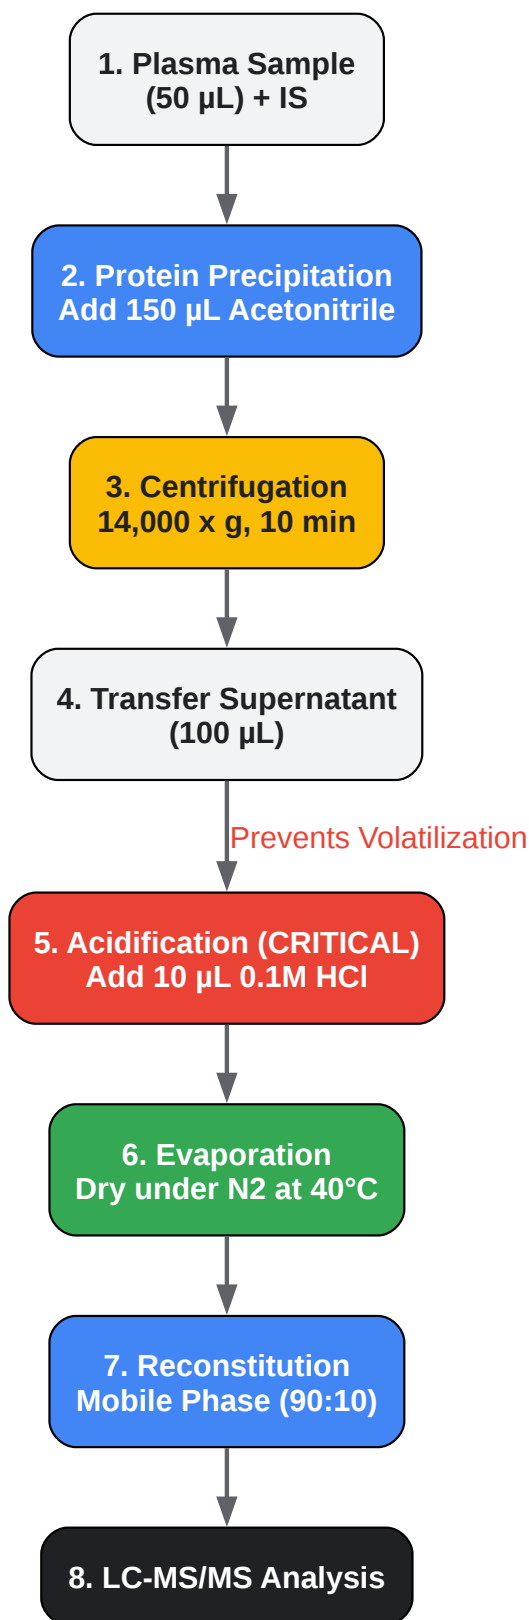 1. Plasma Sample
(50 µL) + IS
2. Protein Precipitation
Add 150 µL Acetonitrile
3. Centrifugation
14,000 x g, 10 min
4. Transfer Supernatant
(100 µL)
Prevents Volatilization
5. Acidification (CRITICAL)
Add 10 µL 0.1M HCl
6. Evaporation
Dry under N2 at 40°C
7. Reconstitution
Mobile Phase (90:10)
8. LC-MS/MS Analysis